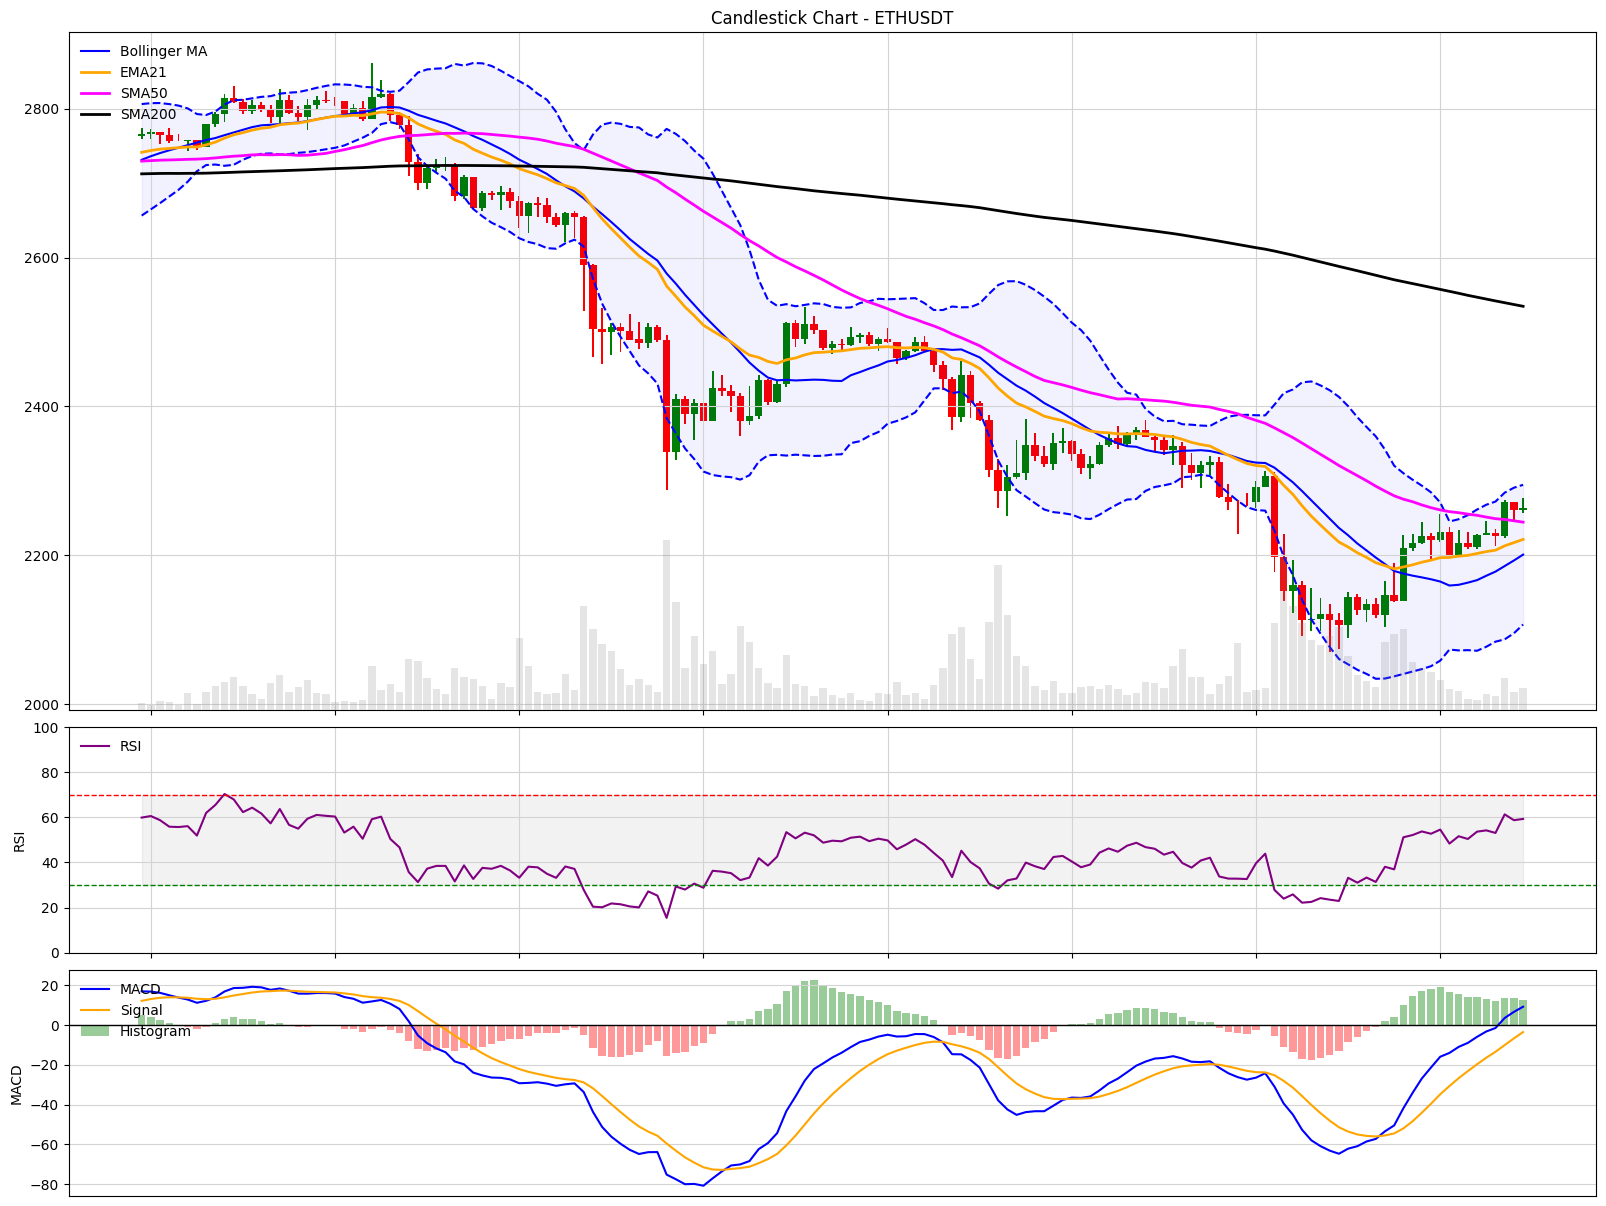 Candlestick Chart - ETHUSDT
Bollinger MA
EMA21
SMA50
SMA200
2800
2600
2400
2200
2000
RSI
100
80
60
40
20
0
RSI
MACD
Signal
Histogram
20
0
−20
−40
−60
−80
MACD